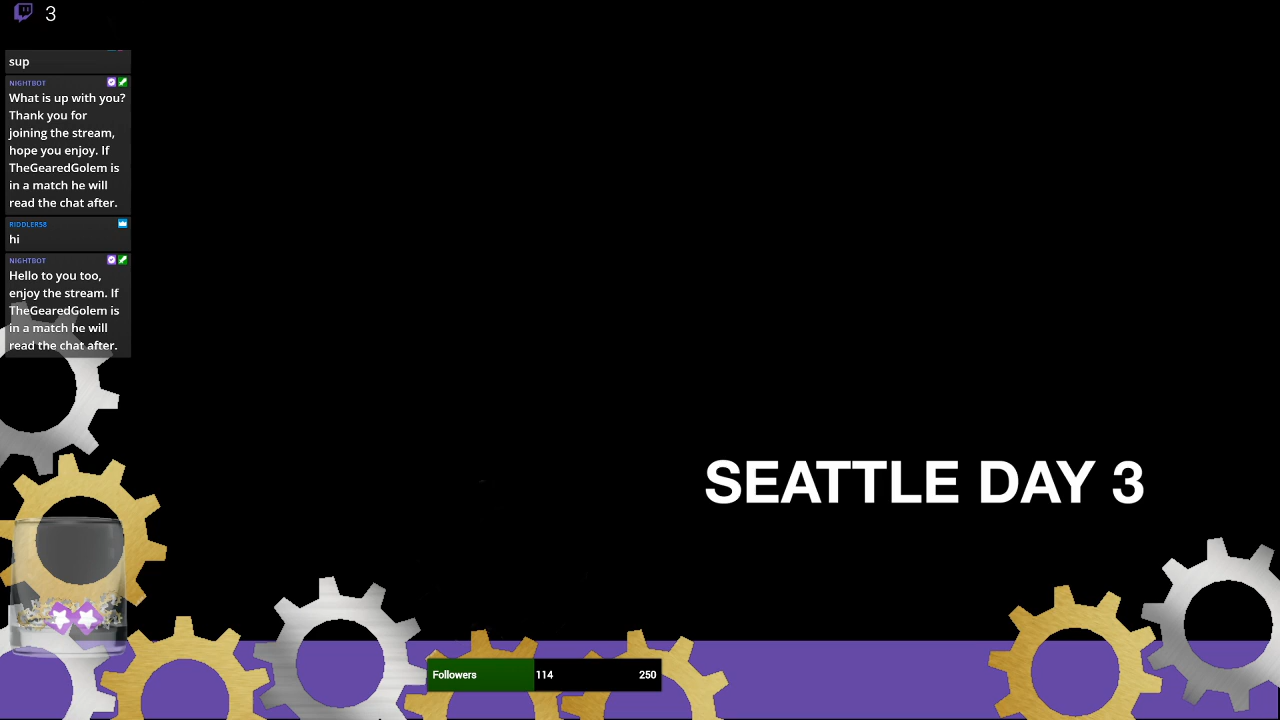 3
sup
NIGHTBOT
What is up with you?
Thank you for
joining the stream,
hope you enjoy. If
TheGearedGolem is
in a match he will
read the chat after.
RIDDLER58
hi
NIGHTBOT
Hello to you too,
enjoy the stream. If
TheGearedGolem is
in a match he will
read the chat after.
SEATTLE DAY 3
Followers 114 250